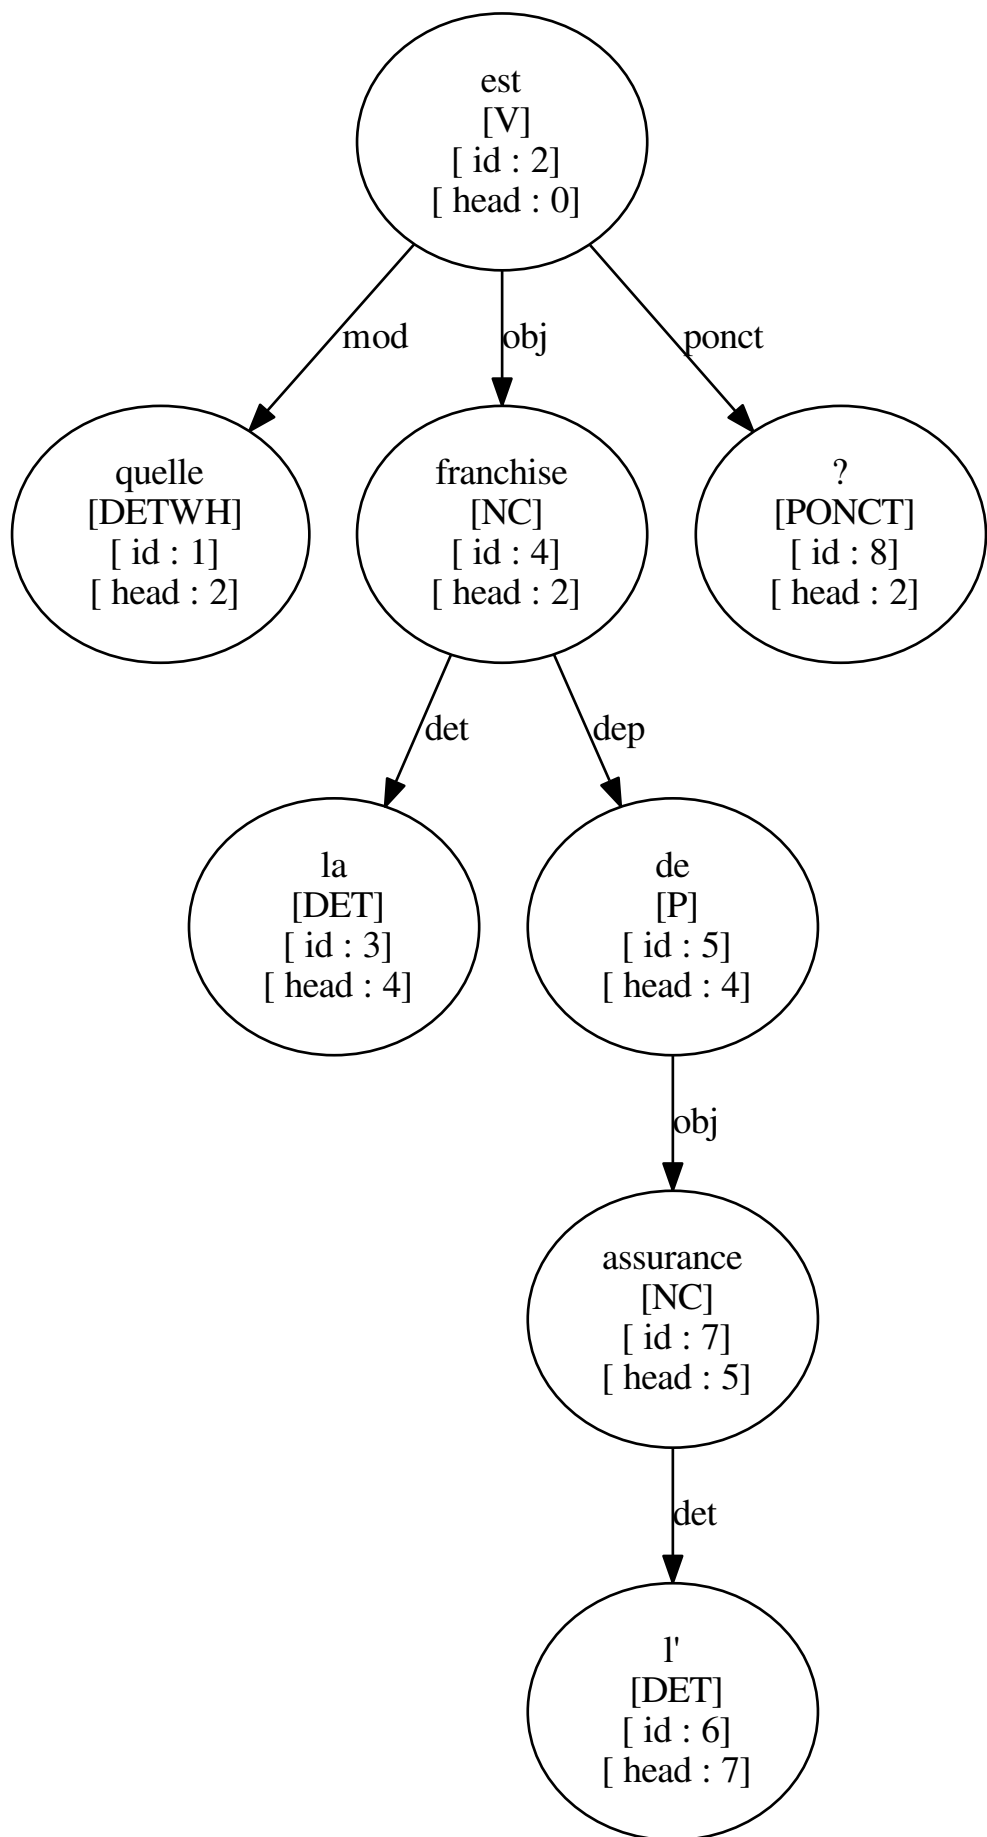 est
[V]
[ id : 2]
[ head : 0]
mod
obj
ponct
quelle
[DETWH]
[ id : 1]
[ head : 2]
franchise
[NC]
[ id : 4]
[ head : 2]
?
[PONCT]
[ id : 8]
[ head : 2]
det
dep
la
[DET]
[ id : 3]
[ head : 4]
de
[P]
[ id : 5]
[ head : 4]
obj
assurance
[NC]
[ id : 7]
[ head : 5]
det
l'
[DET]
[ id : 6]
[ head : 7]